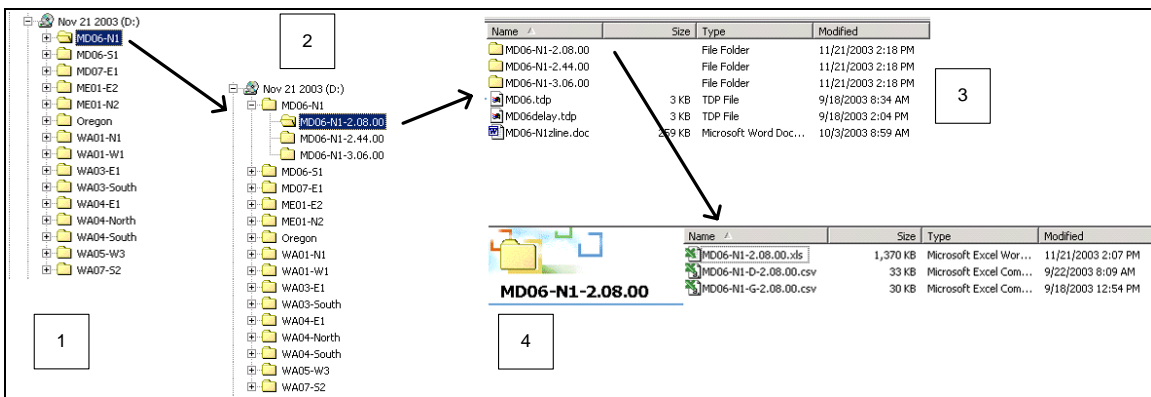 Nov 21 2003 (D:)
MD06-N1
MD06-S1
MD07-E1
ME01-E2
ME01-N2
Oregon
WA01-N1
WA01-W1
WA03-E1
WA03-South
WA04-E1
WA04-North
WA04-South
WA05-W3
WA07-S2
1
2
Nov 21 2003 (D:)
MD06-N1
MD06-N1-2.08.00
MD06-N1-2.44.00
MD06-N1-3.06.00
MD06-S1
MD07-E1
ME01-E2
ME01-N2
Oregon
WA01-N1
WA01-W1
WA03-E1
WA03-South
WA04-E1
WA04-North
WA04-South
WA05-W3
WA07-S2
Name Size Type Modified
MD06-N1-2.08.00 File Folder 11/21/2003 2:18 PM
MD06-N1-2.44.00 File Folder 11/21/2003 2:18 PM
MD06-N1-3.06.00 File Folder 11/21/2003 2:18 PM
MD06.tdp 3 KB TDP File 9/18/2003 8:34 AM
MD06delay.tdp 3 KB TDP File 9/18/2003 2:04 PM
MD06-N1zline.doc 259 KB Microsoft Word Doc... 10/3/2003 8:59 AM
3
MD06-N1-2.08.00
Name Size Type Modified
MD06-N1-2.08.00.xls 1,370 KB Microsoft Excel Wor... 11/21/2003 2:07 PM
MD06-N1-D-2.08.00.csv 33 KB Microsoft Excel Com... 9/22/2003 8:09 AM
MD06-N1-G-2.08.00.csv 30 KB Microsoft Excel Com... 9/18/2003 12:54 PM
4